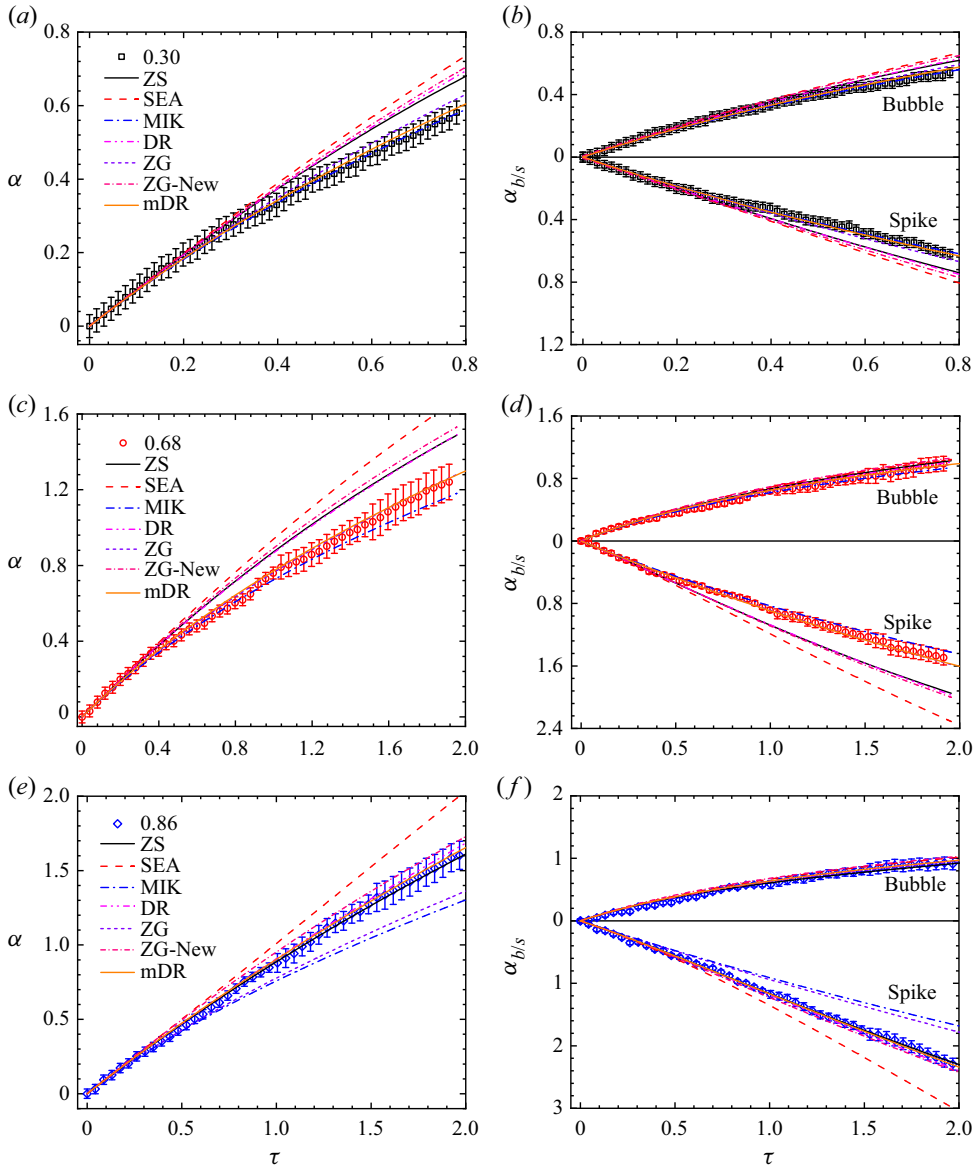 (a)
0.8
0.6
0.4
0.2
0
α
0.30
ZS
SEA
MIK
DR
ZG
ZG-New
mDR
0 0.2 0.4 0.6 0.8
(b)
0.8
0.4
0
0.4
0.8
1.2
α b/s
Bubble
Spike
0 0.2 0.4 0.6 0.8
(c)
1.6
1.2
0.8
0.4
0
α
0.68
ZS
SEA
MIK
DR
ZG
ZG-New
mDR
0 0.4 0.8 1.2 1.6 2.0
(d)
1.6
0.8
0
0.8
1.6
2.4
α b/s
Bubble
Spike
0 0.5 1.0 1.5 2.0
(e)
2.0
1.5
1.0
0.5
0
α
0.86
ZS
SEA
MIK
DR
ZG
ZG-New
mDR
0 0.5 1.0 1.5 2.0
τ
(f)
2
1
0
1
2
3
α b/s
Bubble
Spike
0 0.5 1.0 1.5 2.0
τ